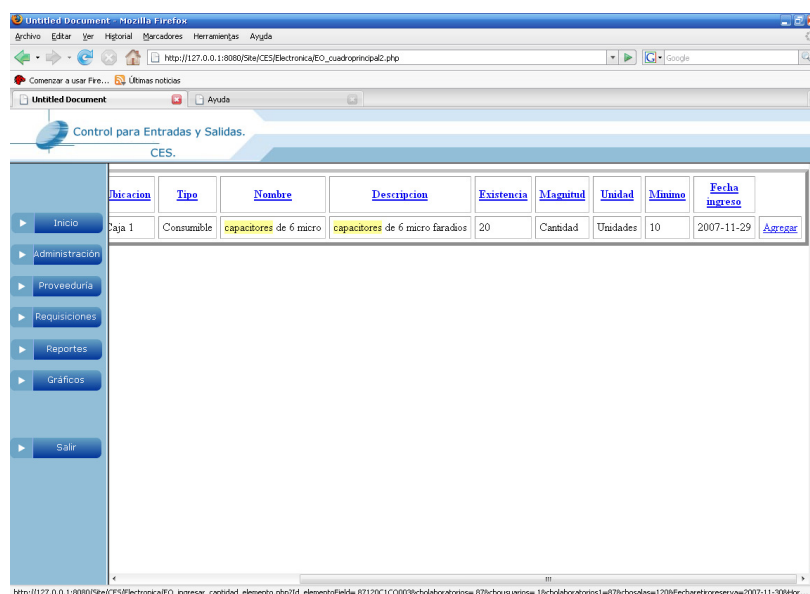 Untitled Document - Mozilla Firefox
Archivo Editar Ver Historial Marcadores Herramientas Ayuda
http://127.0.0.1:8080/Site/CES/Electronica/EO_cuadroprincipal2.php
Google
Comenzar a usar Fire... Últimas noticias
Untitled Document Ayuda
Control para Entradas y Salidas.
CES.
Ubicacion Tipo Nombre Descripcion Existencia Magnitud Unidad Minimo Fecha ingreso
Caja 1 Consumible capacitores de 6 micro capacitores de 6 micro faradios 20 Cantidad Unidades 10 2007-11-29 Agregar
Inicio
Administración
Proveeduría
Requisiciones
Reportes
Gráficos
Salir